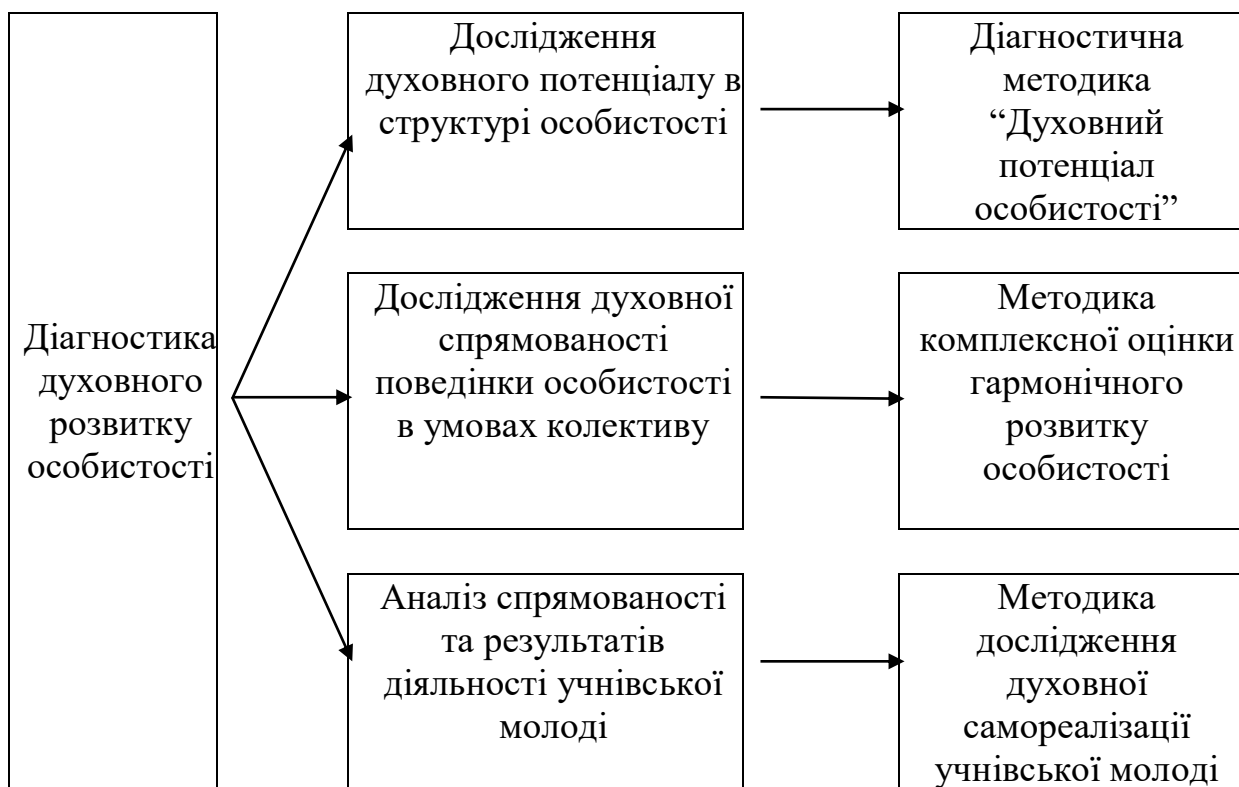 Діагностика
духовного
розвитку
особистості
Дослідження
духовного потенціалу в
структурі особистості
Діагностична
методика
“Духовний
потенціал
особистості”
Дослідження духовної
спрямованості
поведінки особистості
в умовах колективу
Методика
комплексної оцінки
гармонічного
розвитку
особистості
Аналіз спрямованості
та результатів
діяльності учнівської
молоді
Методика
дослідження
духовної
самореалізації
учнівської молоді